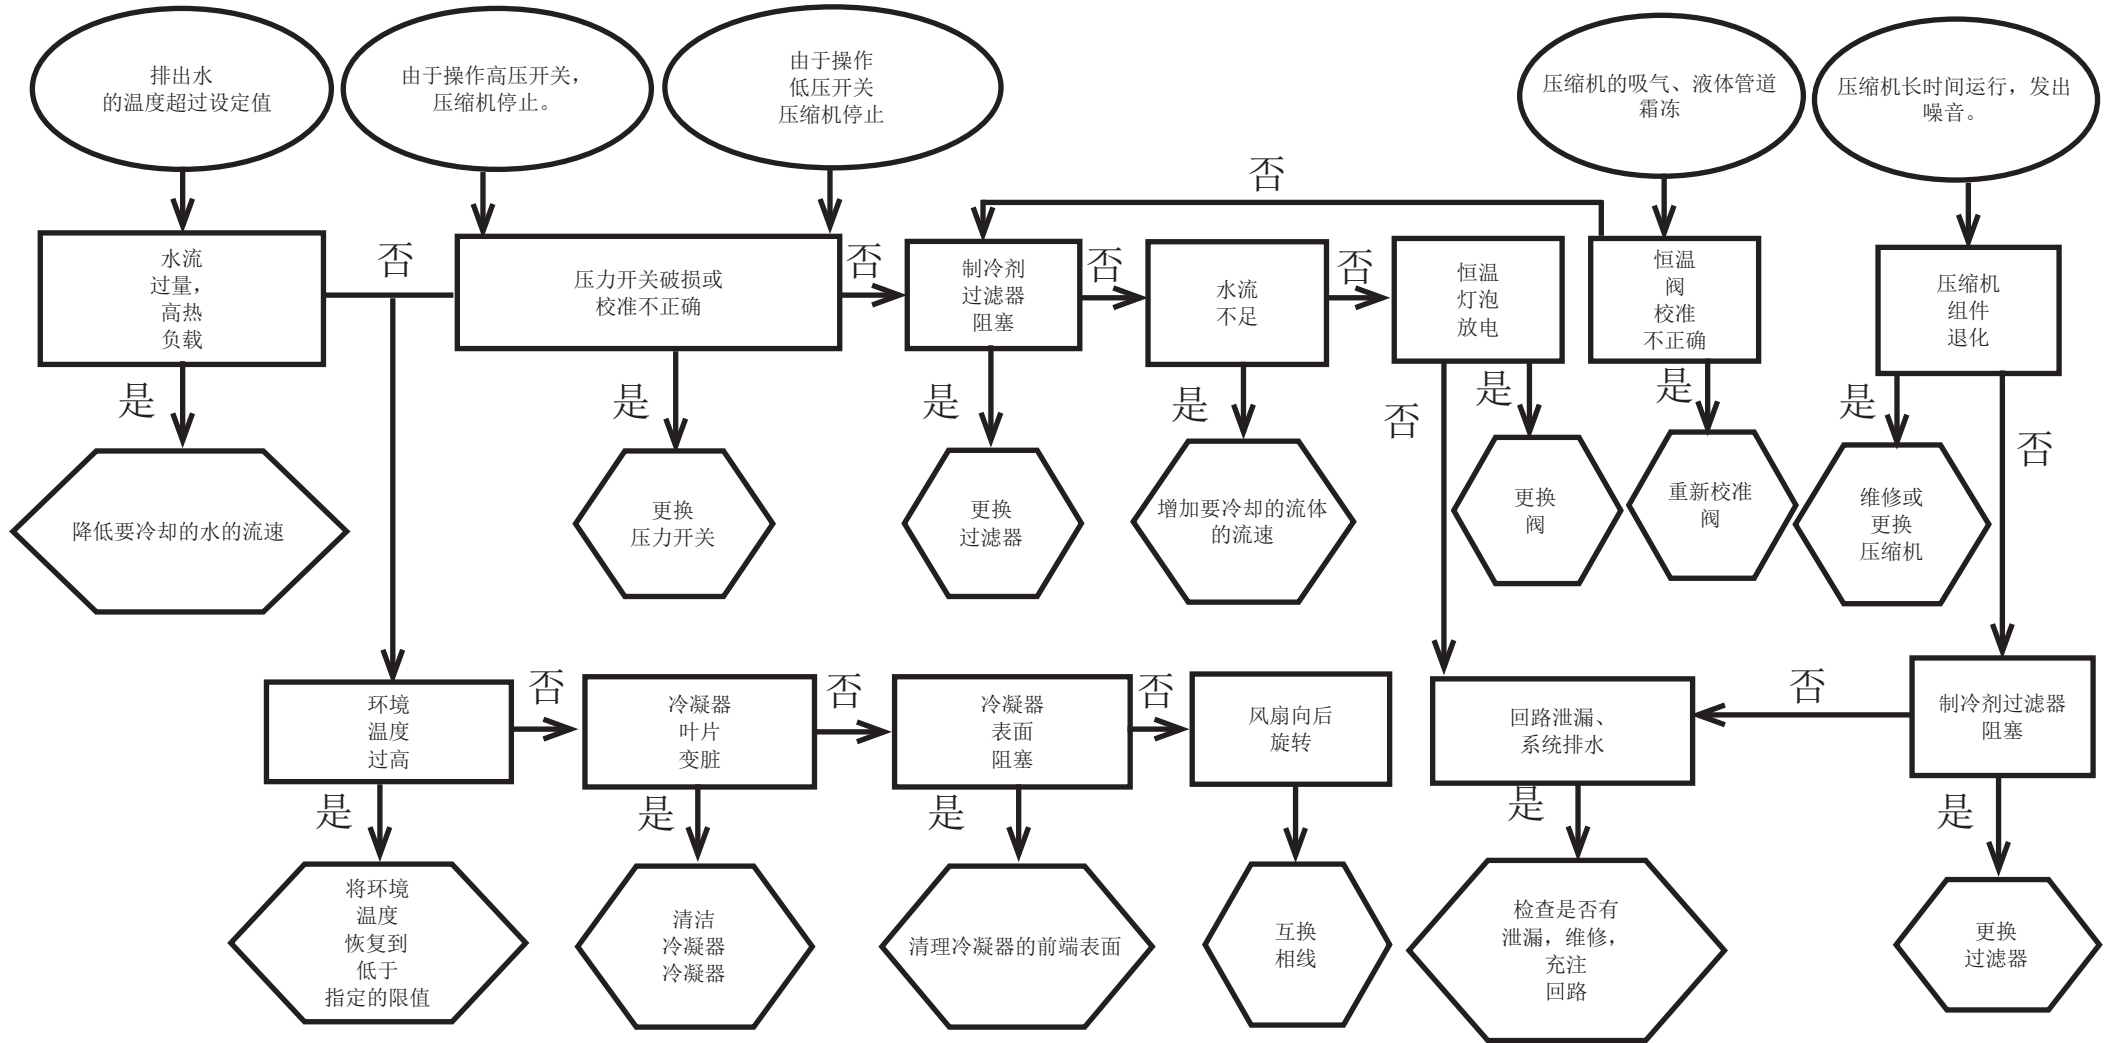 排出水
的温度超过设定值
由于操作高压开关，
压缩机停止。
由于操作
低压开关
压缩机停止
压缩机的吸气、液体管道
霜冻
压缩机长时间运行，发出
噪音。
否
水流
过量，
高热
负载
否
压力开关破损或
校准不正确
否
制冷剂
过滤器
阻塞
否
水流
不足
否
恒温
灯泡
放电
恒温
阀
校准
不正确
压缩机
组件
退化
是
是
是
是
否
是
是
是
否
降低要冷却的水的流速
更换
压力开关
更换
过滤器
增加要冷却的流体
的流速
更换
阀
重新校准
阀
维修或
更换
压缩机
环境
温度
过高
否
冷凝器
叶片
变脏
否
冷凝器
表面
阻塞
否
风扇向后
旋转
回路泄漏、
系统排水
否
制冷剂过滤器
阻塞
是
是
是
是
是
将环境
温度
恢复到
低于
指定的限值
清洁
冷凝器
冷凝器
清理冷凝器的前端表面
互换
相线
检查是否有
泄漏，维修，
充注
回路
更换
过滤器